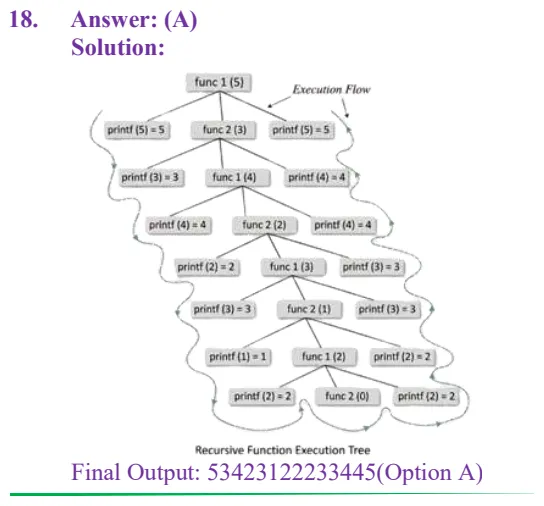 18. Answer: (A)
Solution:
func 1 (5)
Execution Flow
printf (5) = 5 func 2 (3) printf (5) = 5
printf (3) = 3 func 1 (4) printf (4) = 4
printf (4) = 4 func 2 (2) printf (4) = 4
printf (2) = 2 func 1 (3) printf (3) = 3
printf (3) = 3 func 2 (1) printf (3) = 3
printf (1) = 1 func 1 (2) printf (2) = 2
printf (2) = 2 func 2 (0) printf (2) = 2
Recursive Function Execution Tree
Final Output: 53423122233445(Option A)